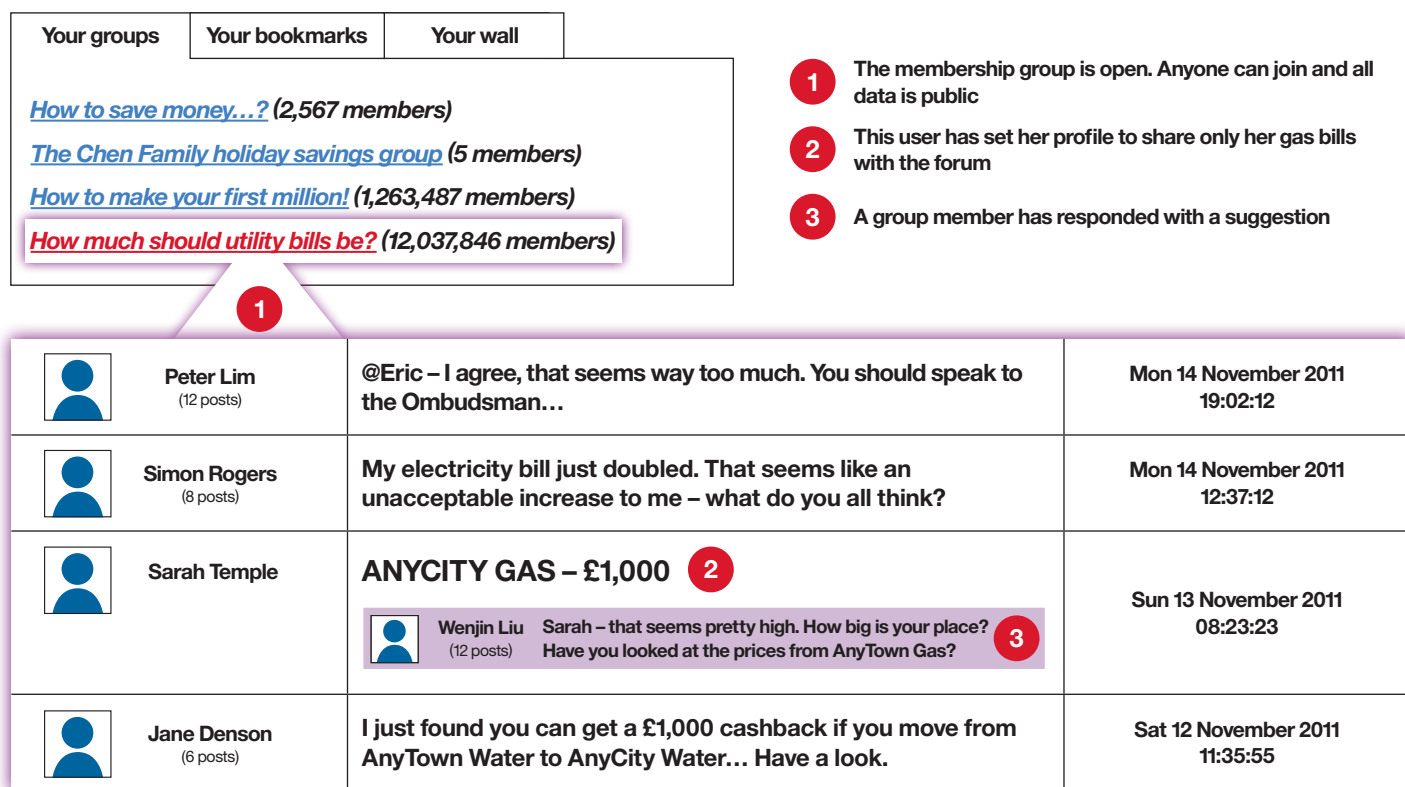 Your groups
Your bookmarks
Your wall
How to save money…? (2,567 members)
The Chen Family holiday savings group (5 members)
How to make your first million! (1,263,487 members)
How much should utility bills be? (12,037,846 members)
1
The membership group is open. Anyone can join and all
data is public
2
This user has set her profile to share only her gas bills
with the forum
3
A group member has responded with a suggestion
1
Peter Lim
(12 posts)
@Eric – I agree, that seems way too much. You should speak to
the Ombudsman…
Mon 14 November 2011
19:02:12
Simon Rogers
(8 posts)
My electricity bill just doubled. That seems like an
unacceptable increase to me – what do you all think?
Mon 14 November 2011
12:37:12
Sarah Temple
ANYCITY GAS – £1,000
2
Wenjin Liu
(12 posts)
Sarah – that seems pretty high. How big is your place?
Have you looked at the prices from AnyTown Gas?
3
Sun 13 November 2011
08:23:23
Jane Denson
(6 posts)
I just found you can get a £1,000 cashback if you move from
AnyTown Water to AnyCity Water… Have a look.
Sat 12 November 2011
11:35:55